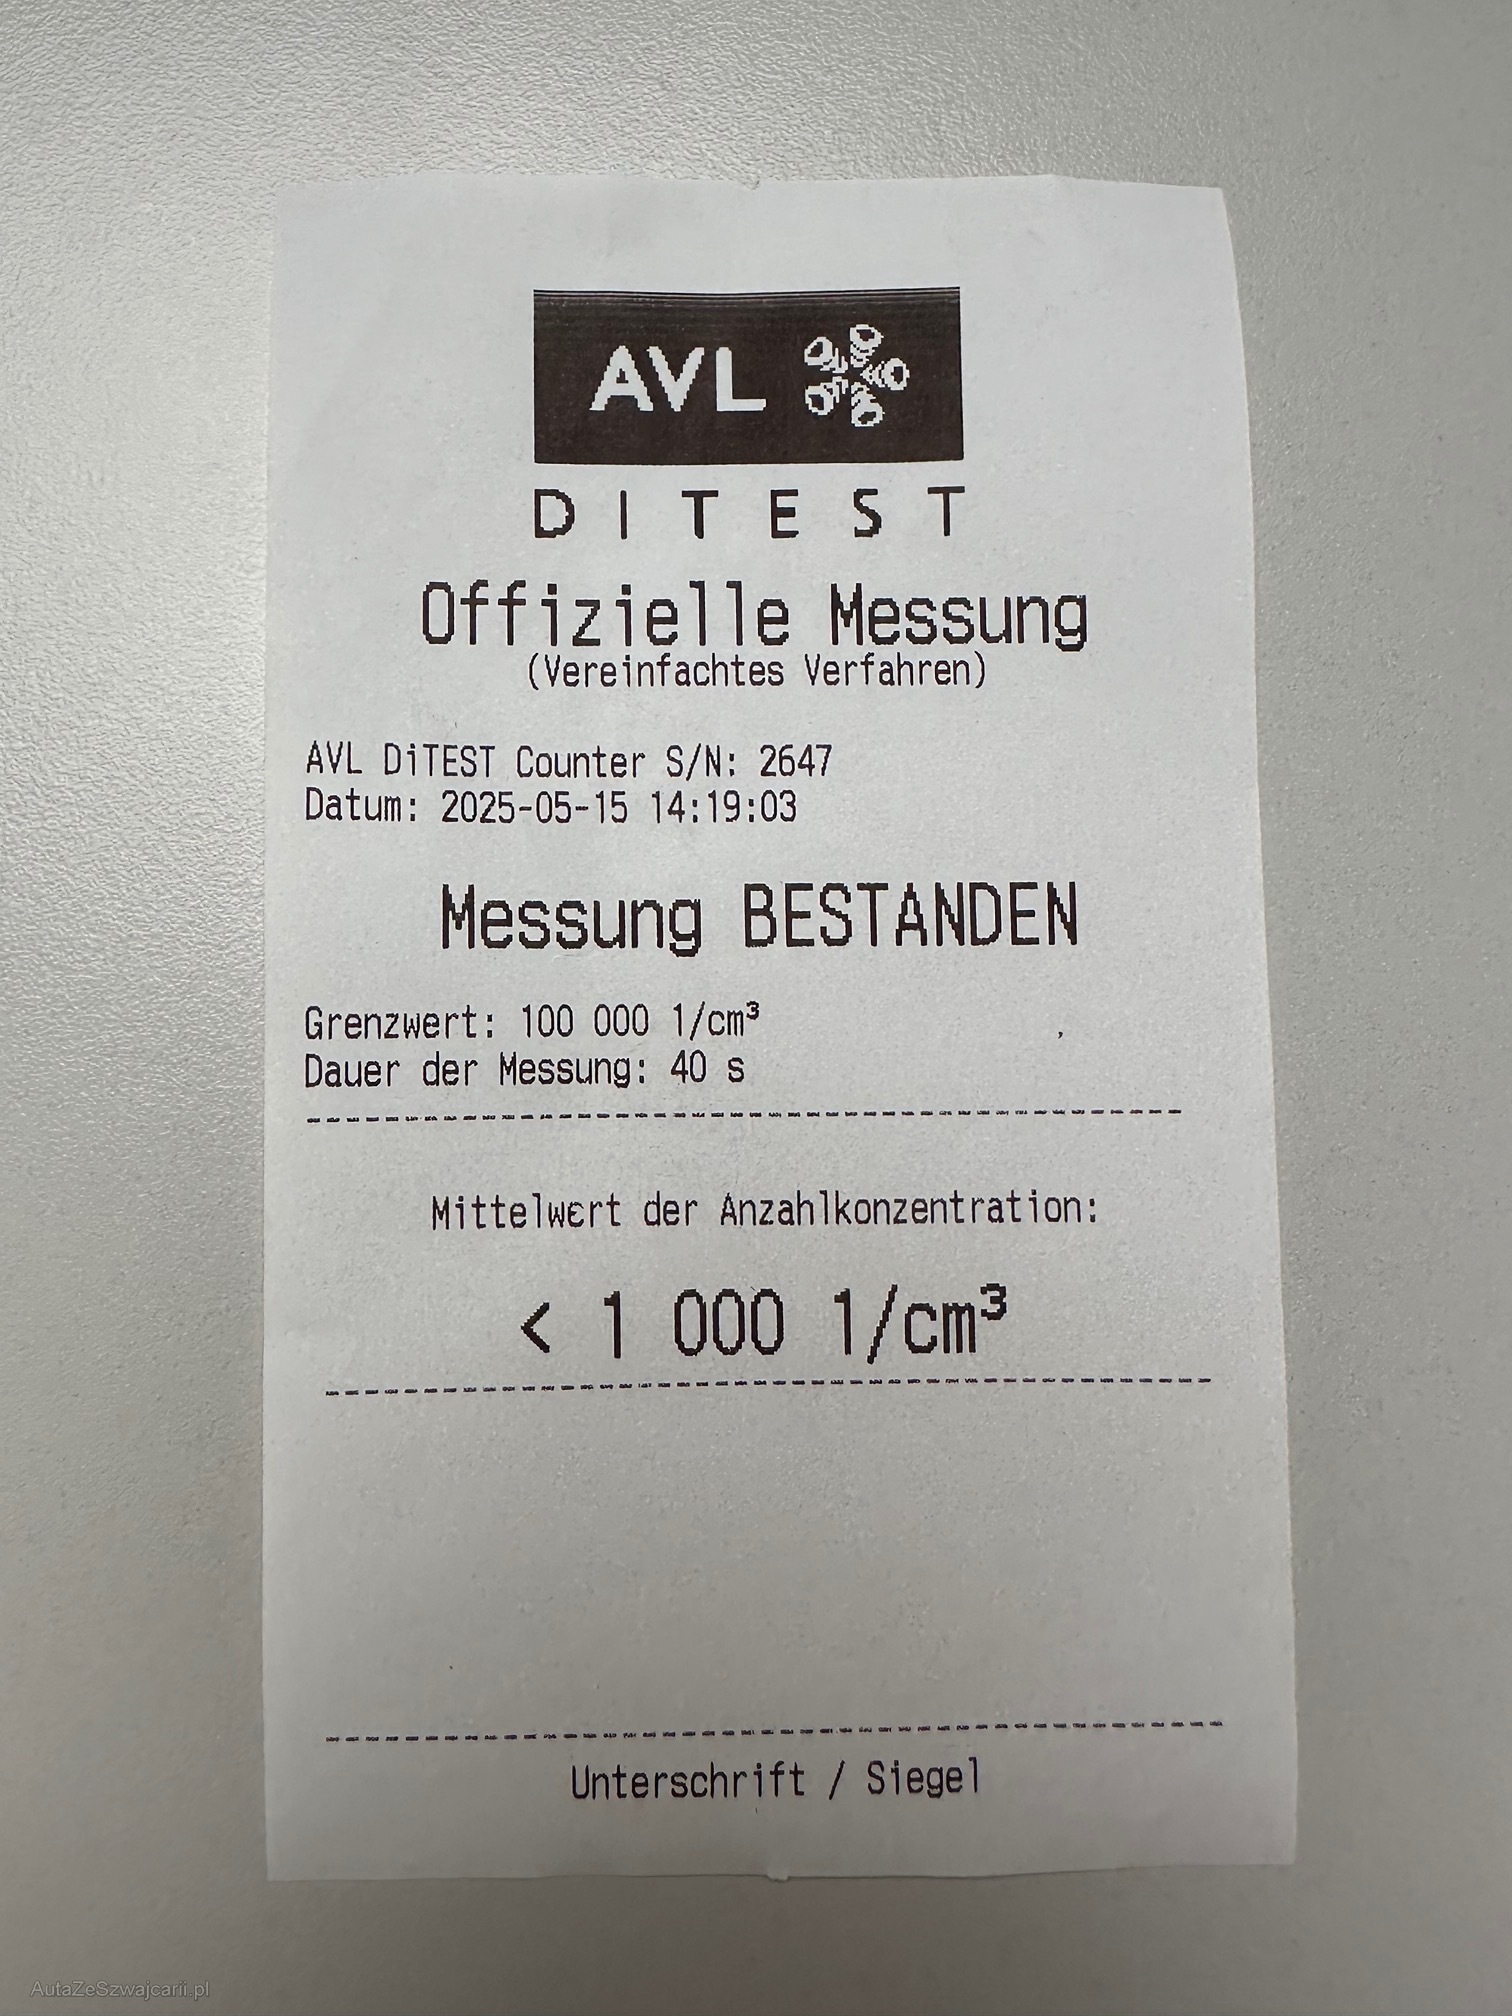 AVL
DITEST
Offizielle Messung
(Vereinfachtes Verfahren)
AVL DiTEST Counter S/N: 2647
Datum: 2025-05-15 14:19:03
Messung BESTANDEN
Grenzwert: 100 000 1/cm³
Dauer der Messung: 40 s
Mittelwert der Anzahlkonzentration:
< 1 000 1/cm³
Unterschrift / Siegel
AutaZeSzwajcarii.pl